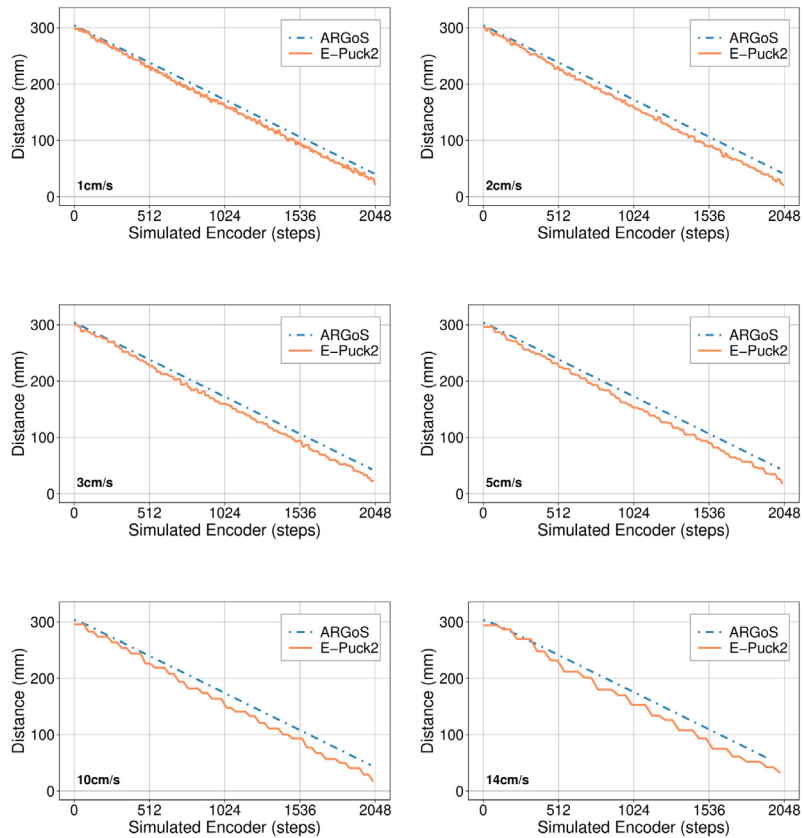 300
200
100
0
Distance (mm)
ARGoS
E-Puck2
1cm/s
0 512 1024 1536 2048
Simulated Encoder (steps)
300
200
100
0
Distance (mm)
ARGoS
E-Puck2
2cm/s
0 512 1024 1536 2048
Simulated Encoder (steps)
300
200
100
0
Distance (mm)
ARGoS
E-Puck2
3cm/s
0 512 1024 1536 2048
Simulated Encoder (steps)
300
200
100
0
Distance (mm)
ARGoS
E-Puck2
5cm/s
0 512 1024 1536 2048
Simulated Encoder (steps)
300
200
100
0
Distance (mm)
ARGoS
E-Puck2
10cm/s
0 512 1024 1536 2048
Simulated Encoder (steps)
300
200
100
0
Distance (mm)
ARGoS
E-Puck2
14cm/s
0 512 1024 1536 2048
Simulated Encoder (steps)